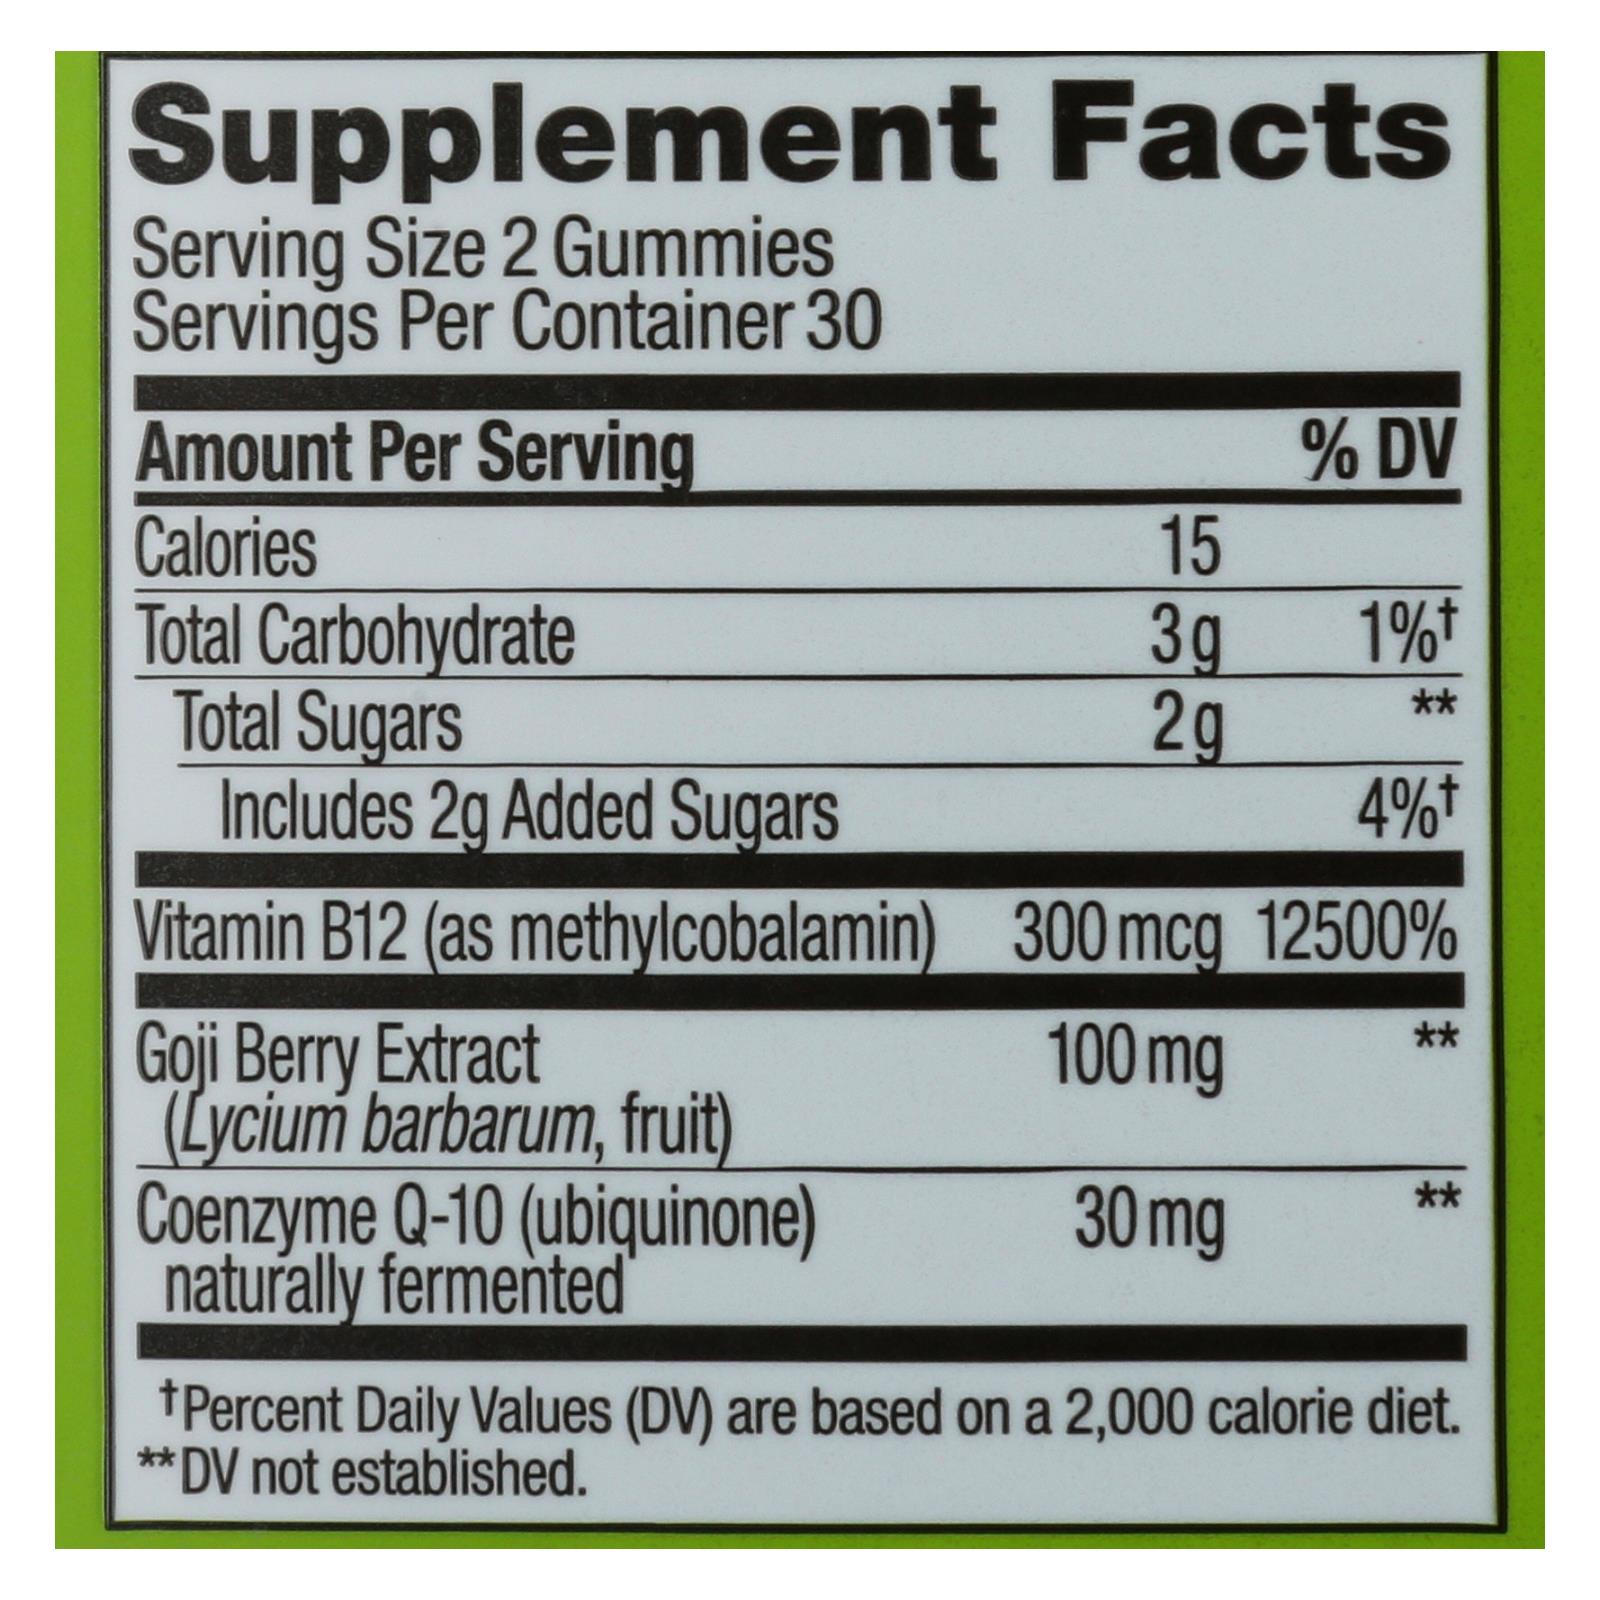 Supplement Facts
Serving Size 2 Gummies
Servings Per Container 30
Amount Per Serving % DV
Calories 15
Total Carbohydrate 3 g 1%†
Total Sugars 2 g **
Includes 2g Added Sugars 4%†
Vitamin B12 (as methylcobalamin) 300 mcg 12500%
Goji Berry Extract 100 mg **
(Lycium barbarum, fruit)
Coenzyme Q-10 (ubiquinone) 30 mg **
naturally fermented
†Percent Daily Values (DV) are based on a 2,000 calorie diet.
**DV not established.